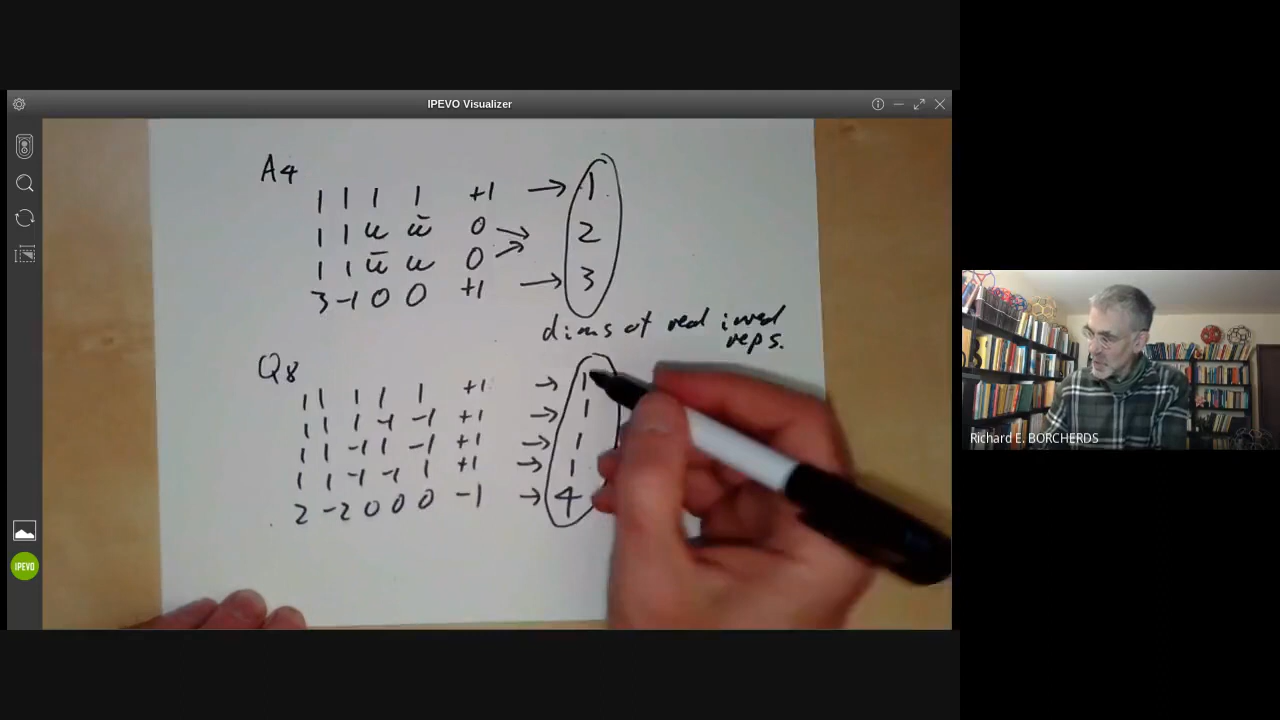 IPEVO Visualizer
A4
1 1 1 1 +1 → 1
1 1 u ū 0 → 2
1 1 ū u 0 →
3 -1 0 0 +1 → 3
dims of real irred
reps.
Q8
1 1 1 1 1 +1 → 1
1 1 1 -1 -1 +1 → 1
1 1 -1 1 -1 +1 → 1
1 1 -1 -1 1 +1 → 1
2 -2 0 0 0 -1 → 4
IPEVO
Richard E. BORCHERDS